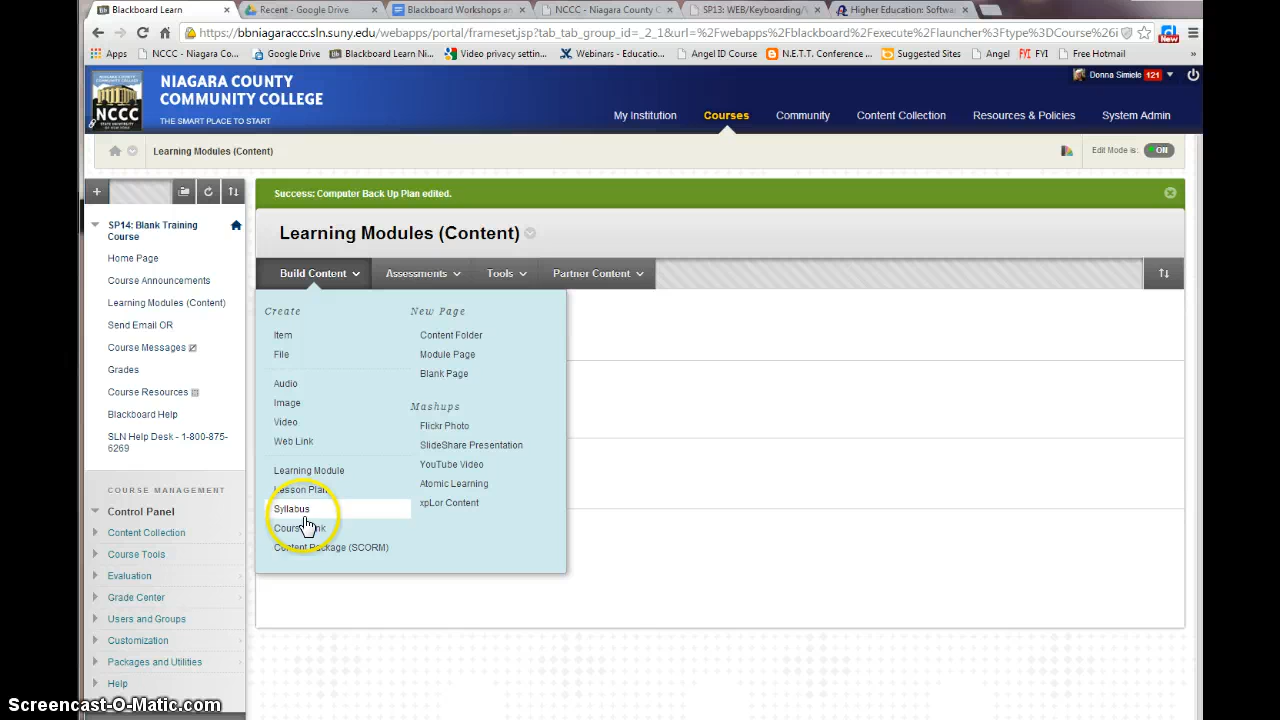 Blackboard Learn
Recent - Google Drive
Blackboard Workshops an
NCCC - Niagara County C
SP13: WEB/Keyboarding/
Higher Education: Softwar
https://bbniagaraccc.sln.suny.edu/webapps/portal/frameset.jsp?tab_tab_group_id=_2_1&url=%2Fwebapps%2Fblackboard%2Fexecute%2Flauncher%3Ftype%3DCourse%26i
New
Apps
NCCC - Niagara Co...
Google Drive
Blackboard Learn Ni...
Video privacy settin...
Webinars - Educati...
Angel ID Course
N.E.T.T. Conference ...
Suggested Sites
Angel
FYI
FYI
Free Hotmail
NCCC
NIAGARA COUNTY
COMMUNITY COLLEGE
THE SMART PLACE TO START
Donna Simiele 121
My Institution
Courses
Community
Content Collection
Resources & Policies
System Admin
Learning Modules (Content)
Edit Mode is: ON
Success: Computer Back Up Plan edited.
SP14: Blank Training
Course
Home Page
Course Announcements
Learning Modules (Content)
Send Email OR
Course Messages
Grades
Course Resources
Blackboard Help
SLN Help Desk - 1-800-875-
6269
COURSE MANAGEMENT
Control Panel
Content Collection
Course Tools
Evaluation
Grade Center
Users and Groups
Customization
Packages and Utilities
Help
Learning Modules (Content)
Build Content
Assessments
Tools
Partner Content
Create
Item
File
Audio
Image
Video
Web Link
Learning Module
Lesson Plan
Syllabus
Course Link
Content Package (SCORM)
New Page
Content Folder
Module Page
Blank Page
Mashups
Flickr Photo
SlideShare Presentation
YouTube Video
Atomic Learning
xpLor Content
Screencast-O-Matic.com